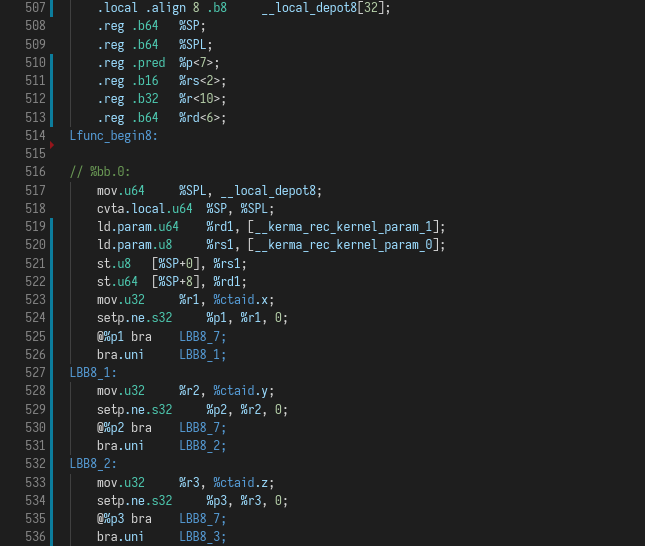 507 .local .align 8 .b8 __local_depot8[32];
508 .reg .b64 %SP;
509 .reg .b64 %SPL;
510 .reg .pred %p<7>;
511 .reg .b16 %rs<2>;
512 .reg .b32 %r<10>;
513 .reg .b64 %rd<6>;
514 Lfunc_begin8:
515
516 // %bb.0:
517 mov.u64 %SPL, __local_depot8;
518 cvta.local.u64 %SP, %SPL;
519 ld.param.u64 %rd1, [__kerma_rec_kernel_param_1];
520 ld.param.u8 %rs1, [__kerma_rec_kernel_param_0];
521 st.u8 [%SP+0], %rs1;
522 st.u64 [%SP+8], %rd1;
523 mov.u32 %r1, %ctaid.x;
524 setp.ne.s32 %p1, %r1, 0;
525 @%p1 bra LBB8_7;
526 bra.uni LBB8_1;
527 LBB8_1:
528 mov.u32 %r2, %ctaid.y;
529 setp.ne.s32 %p2, %r2, 0;
530 @%p2 bra LBB8_7;
531 bra.uni LBB8_2;
532 LBB8_2:
533 mov.u32 %r3, %ctaid.z;
534 setp.ne.s32 %p3, %r3, 0;
535 @%p3 bra LBB8_7;
536 bra.uni LBB8_3;